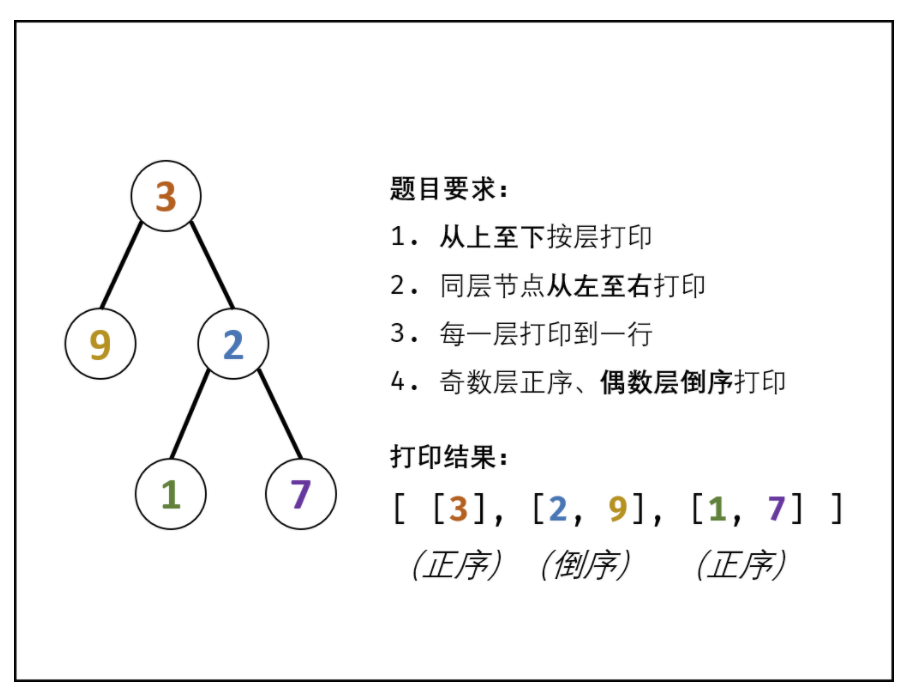 3
9
2
1
7
题目要求：
1. 从上至下按层打印
2. 同层节点从左至右打印
3. 每一层打印到一行
4. 奇数层正序、偶数层倒序打印
打印结果：
[ [3], [2, 9], [1, 7] ]
(正序) (倒序) (正序)